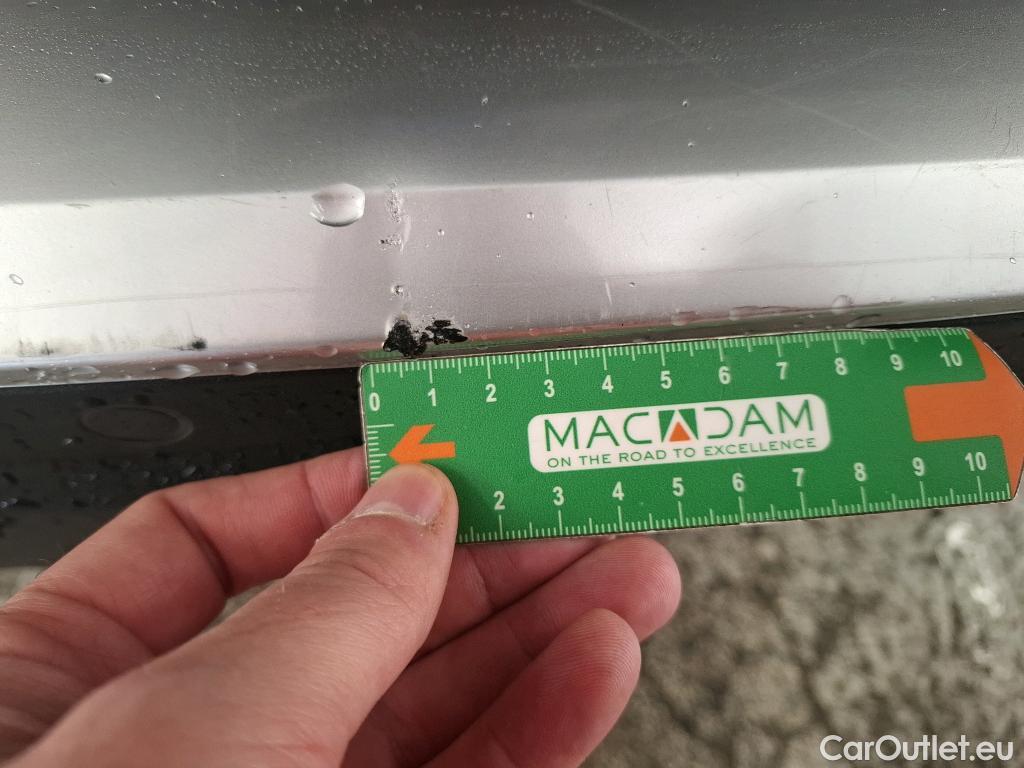 0 1 2 3 4 5 6 7 8 9 10
MACADAM
ON THE ROAD TO EXCELLENCE
2 3 4 5 6 7 8 9 10
CarOutlet.eu